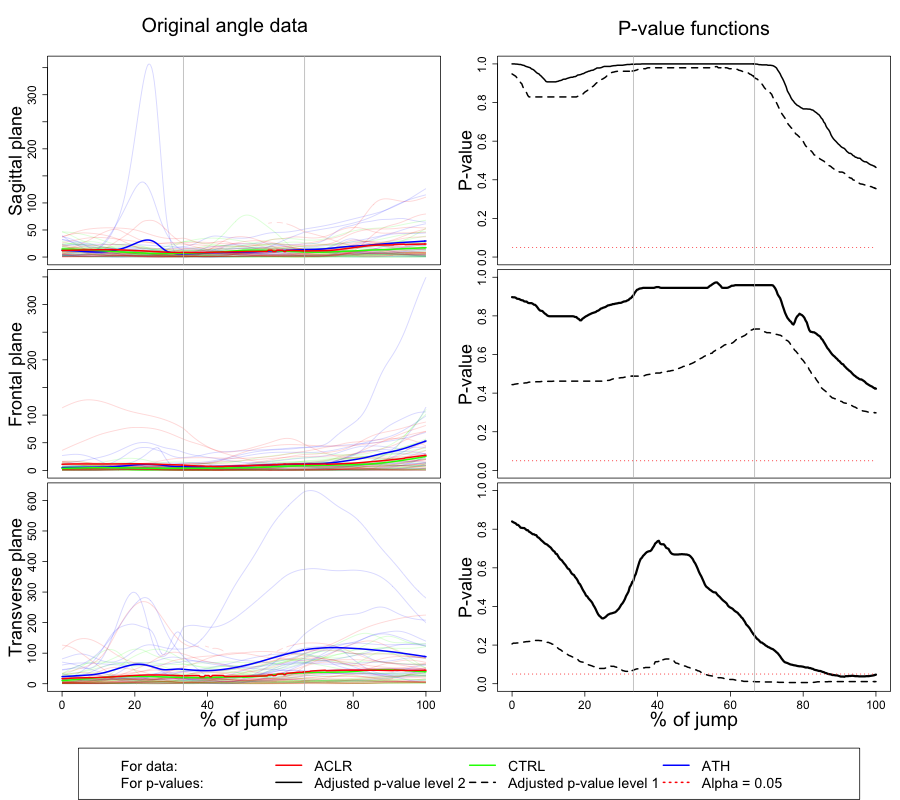 Original angle data
P-value functions
Sagittal plane
0 50 100 200 300
P-value
0.0 0.2 0.4 0.6 0.8 1.0
Frontal plane
0 50 100 200 300
P-value
0.0 0.2 0.4 0.6 0.8 1.0
Transverse plane
0 100 200 300 400 500 600
P-value
0.0 0.2 0.4 0.6 0.8 1.0
0 20 40 60 80 100
% of jump
0 20 40 60 80 100
% of jump
For data: ACLR CTRL ATH
For p-values: Adjusted p-value level 2 Adjusted p-value level 1 Alpha = 0.05